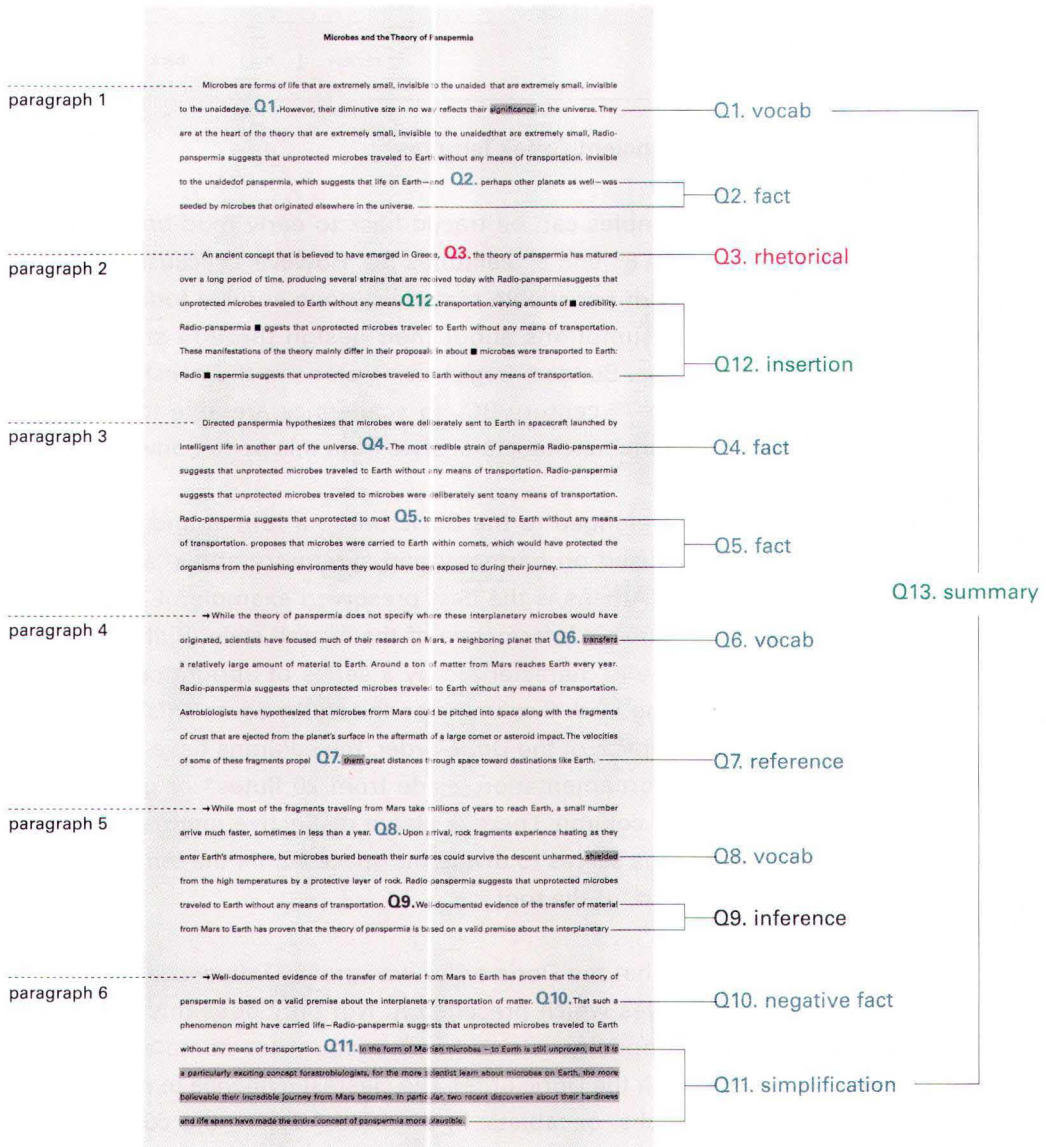 Microbes and the Theory of Panspermia
paragraph 1
Microbes are forms of life that are extremely small, invisible to the unaided that are extremely small, invisible
to the unaidedeye. Q1. However, their diminutive size in no way reflects their significance in the universe. They
Q1. vocab
are at the heart of the theory that are extremely small, invisible to the unaidedthat are extremely small, Radio-
panspermia suggests that unprotected microbes traveled to Earth without any means of transportation. invisible
to the unaidedof panspermia, which suggests that life on Earth—and Q2. perhaps other planets as well—was
Q2. fact
seeded by microbes that originated elsewhere in the universe.
paragraph 2
An ancient concept that is believed to have emerged in Greece, Q3. the theory of panspermia has matured
Q3. rhetorical
over a long period of time, producing several strains that are received today with Radio-panspermiasuggests that
unprotected microbes traveled to Earth without any means Q12. transportation.varying amounts of ■ credibility.
Radio-panspermia ■ ggests that unprotected microbes traveled to Earth without any means of transportation.
These manifestations of the theory mainly differ in their proposals in about ■ microbes were transported to Earth:
Q12. insertion
Radio ■ nspermia suggests that unprotected microbes traveled to Earth without any means of transportation.
paragraph 3
Directed panspermia hypothesizes that microbes were deliberately sent to Earth in spacecraft launched by
intelligent life in another part of the universe. Q4. The most credible strain of panspermia Radio-panspermia
Q4. fact
suggests that unprotected microbes traveled to Earth without any means of transportation. Radio-panspermia
suggests that unprotected microbes traveled to microbes were deliberately sent toany means of transportation.
Radio-panspermia suggests that unprotected to most Q5. to microbes traveled to Earth without any means
of transportation. proposes that microbes were carried to Earth within comets, which would have protected the
Q5. fact
organisms from the punishing environments they would have been exposed to during their journey.
Q13. summary
paragraph 4
→While the theory of panspermia does not specify where these interplanetary microbes would have
originated, scientists have focused much of their research on Mars, a neighboring planet that Q6. transfers
Q6. vocab
a relatively large amount of material to Earth. Around a ton of matter from Mars reaches Earth every year.
Radio-panspermia suggests that unprotected microbes traveled to Earth without any means of transportation.
Astrobiologists have hypothesized that microbes frorm Mars could be pitched into space along with the fragments
of crust that are ejected from the planet's surface in the aftermath of a large comet or asteroid impact. The velocities
of some of these fragments propel Q7. them great distances through space toward destinations like Earth.
Q7. reference
paragraph 5
→While most of the fragments traveling from Mars take millions of years to reach Earth, a small number
arrive much faster, sometimes in less than a year. Q8. Upon arrival, rock fragments experience heating as they
enter Earth's atmosphere, but microbes buried beneath their surfaces could survive the descent unharmed, shielded
Q8. vocab
from the high temperatures by a protective layer of rock. Radio-panspermia suggests that unprotected microbes
traveled to Earth without any means of transportation. Q9. Well-documented evidence of the transfer of material
Q9. inference
from Mars to Earth has proven that the theory of panspermia is based on a valid premise about the interplanetary
paragraph 6
→Well-documented evidence of the transfer of material from Mars to Earth has proven that the theory of
panspermia is based on a valid premise about the interplanetary transportation of matter. Q10. That such a
Q10. negative fact
phenomenon might have carried life—Radio-panspermia suggests that unprotected microbes traveled to Earth
without any means of transportation. Q11. In the form of Martian microbes — to Earth is still unproven, but it is
a particularly exciting concept forastrobiologists, for the more scientist learn about microbes on Earth, the more
Q11. simplification
believable their incredible journey from Mars becomes. In particular, two recent discoveries about their hardiness
and life spans have made the entire concept of panspermia more plausible.